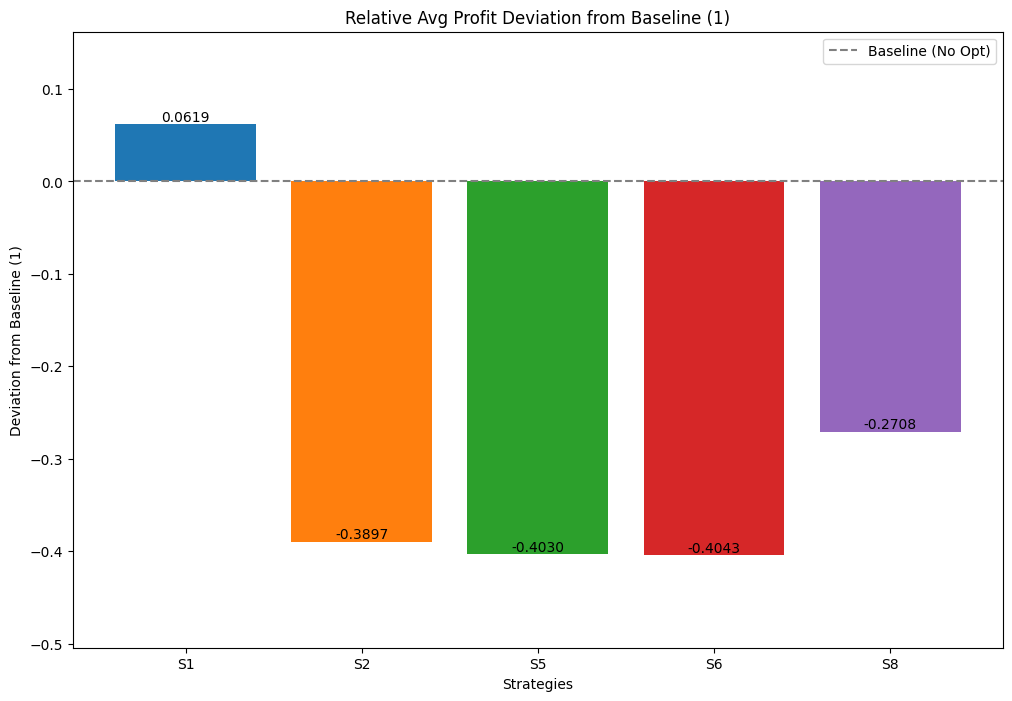 Relative Avg Profit Deviation from Baseline (1)
Baseline (No Opt)
Deviation from Baseline (1)
0.1
0.0
−0.1
−0.2
−0.3
−0.4
−0.5
0.0619
-0.3897
-0.4030
-0.4043
-0.2708
S1
S2
S5
S6
S8
Strategies